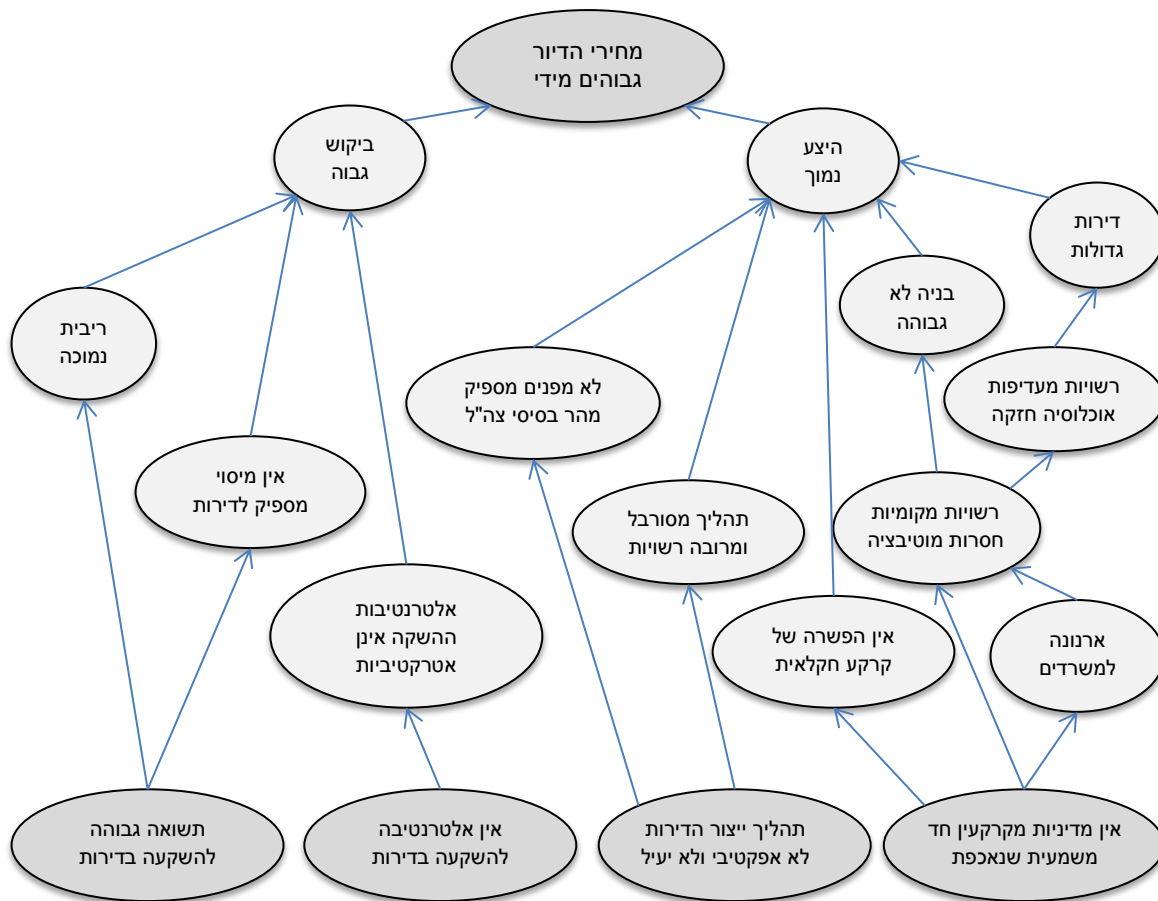 מחירי הדיור
גבוהים מידי
ביקוש
גבוה
היצע
נמוך
דירות
גדולות
בניה לא
גבוהה
ריבית
נמוכה
לא מפנים מספיק
מהר בסיסי צה"ל
רשויות מעדיפות
אוכלוסיה חזקה
אין מיסוי
מספיק לדירות
תהליך מסורבל
ומרובה רשויות
רשויות מקומיות
חסרות מוטיבציה
אלטרנטיבות
ההשקה אינן
אטרקטיביות
אין הפשרה של
קרקע חקלאית
ארנונה
למשרדים
תשואה גבוהה
להשקעה בדירות
אין אלטרנטיבה
להשקעה בדירות
תהליך ייצור הדירות
לא אפקטיבי ולא יעיל
אין מדיניות מקרקעין חד
משמעית שנאכפת